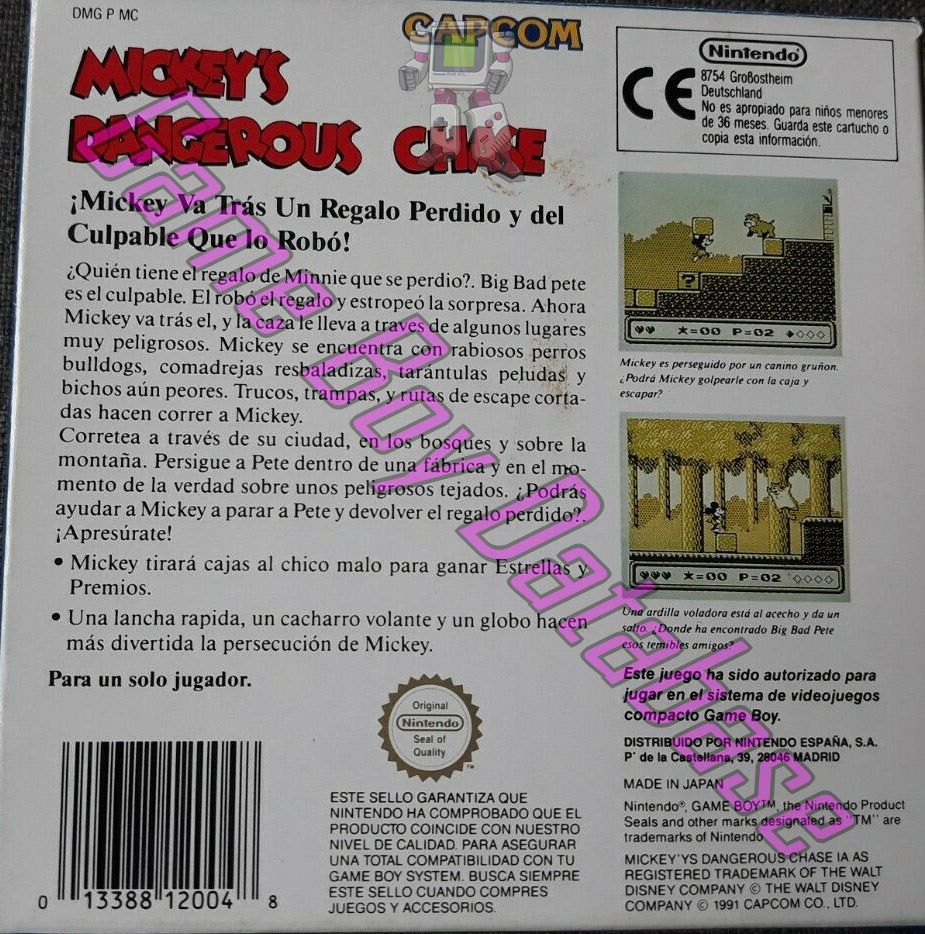 DMG P MC
CAPCOM
MICKEY'S
DANGEROUS CHASE
¡Mickey Va Trás Un Regalo Perdido y del
Culpable Que lo Robó!
¿Quién tiene el regalo de Minnie que se perdio?. Big Bad pete
es el culpable. El robó el regalo y estropeó la sorpresa. Ahora
Mickey va trás el, y la caza le lleva a traves de algunos lugares
muy peligrosos. Mickey se encuentra con rabiosos perros
bulldogs, comadrejas resbaladizas, tarántulas peludas y
bichos aún peores. Trucos, trampas, y rutas de escape corta-
das hacen correr a Mickey.
Corretea a través de su ciudad, en los bosques y sobre la
montaña. Persigue a Pete dentro de una fábrica y en el mo-
mento de la verdad sobre unos peligrosos tejados. ¿Podrás
ayudar a Mickey a parar a Pete y devolver el regalo perdido?.
¡Apresúrate!
• Mickey tirará cajas al chico malo para ganar Estrellas y
Premios.
• Una lancha rapida, un cacharro volante y un globo hacen
más divertida la persecución de Mickey.
Para un solo jugador.
Original
Nintendo
Seal of
Quality
TM
ESTE SELLO GARANTIZA QUE
NINTENDO HA COMPROBADO QUE EL
PRODUCTO COINCIDE CON NUESTRO
NIVEL DE CALIDAD. PARA ASEGURAR
UNA TOTAL COMPATIBILIDAD CON TU
GAME BOY SYSTEM. BUSCA SIEMPRE
ESTE SELLO CUANDO COMPRES
JUEGOS Y ACCESORIOS.
0 13388 12004 8
Nintendo
CE
8754 Großostheim
Deutschland
No es apropiado para niños menores
de 36 meses. Guarda este cartucho o
copia esta información.
?
★=00 P=02
Mickey es perseguido por un canino gruñon.
¿Podrá Mickey golpearle con la caja y
escapar?
★=00 P=02
Una ardilla voladora está al acecho y da un
salto. ¿Donde ha encontrado Big Bad Pete
esos temibles amigos?
Este juego ha sido autorizado para
jugar en el sistema de videojuegos
compacto Game Boy.
DISTRIBUIDO POR NINTENDO ESPAÑA, S.A.
P° de la Castellana, 39, 28046 MADRID
MADE IN JAPAN
Nintendo®, GAME BOY™, the Nintendo Product
Seals and other marks designated as "TM" are
trademarks of Nintendo
MICKEY'YS DANGEROUS CHASE IA AS
REGISTERED TRADEMARK OF THE WALT
DISNEY COMPANY © THE WALT DISNEY
COMPANY © 1991 CAPCOM CO., LTD.
Game Boy Database